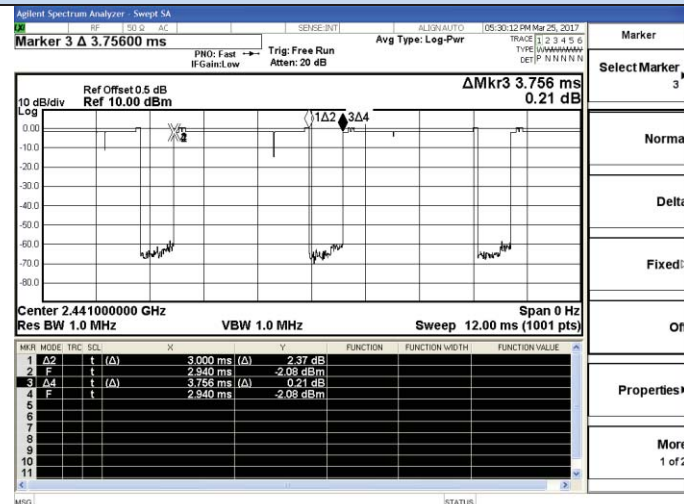 Agilent Spectrum Analyzer - Swept SA
RF 50 Ω AC SENSE:INT ALIGNAUTO 05:30:12 PM Mar 25, 2017
Marker 3 Δ 3.75600 ms
PNO: Fast Trig: Free Run Avg Type: Log-Pwr TRACE 1 2 3 4 5 6
IFGain:Low Atten: 20 dB TYPE WWWWWW
DET P N N N N N
Ref Offset 0.5 dB
10 dB/div Ref 10.00 dBm
Log
ΔMkr3 3.756 ms
0.21 dB
1Δ2 3Δ4
0.00
-10.0
-20.0
-30.0
-40.0
-50.0
-60.0
-70.0
-80.0
Center 2.441000000 GHz Span 0 Hz
Res BW 1.0 MHz VBW 1.0 MHz Sweep 12.00 ms (1001 pts)
MKR MODE TRC SCL X Y FUNCTION FUNCTION WIDTH FUNCTION VALUE
1 Δ2 t (Δ) 3.000 ms (Δ) 2.37 dB
2 F t 2.940 ms -2.08 dBm
3 Δ4 t (Δ) 3.756 ms (Δ) 0.21 dB
4 F t 2.940 ms -2.08 dBm
5
6
7
8
9
10
11
MSG STATUS
Marker
Select Marker
3
Norma
Delta
Fixed
Of
Properties
More
1 of 2